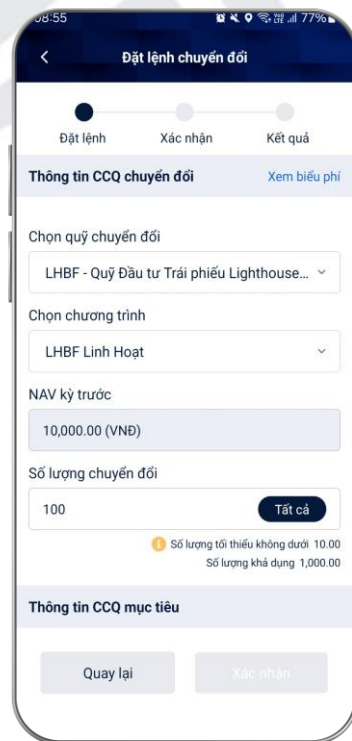 08:55 77%
Đặt lệnh chuyển đổi
Đặt lệnh Xác nhận Kết quả
Thông tin CCQ chuyển đổi Xem biểu phí
Chọn quỹ chuyển đổi
LHBF - Quỹ Đầu tư Trái phiếu Lighthouse...
Chọn chương trình
LHBF Linh Hoạt
NAV kỳ trước
10,000.00 (VNĐ)
Số lượng chuyển đổi
100 Tất cả
Số lượng tối thiểu không dưới 10.00
Số lượng khả dụng 1,000.00
Thông tin CCQ mục tiêu
Quay lại Xác nhận